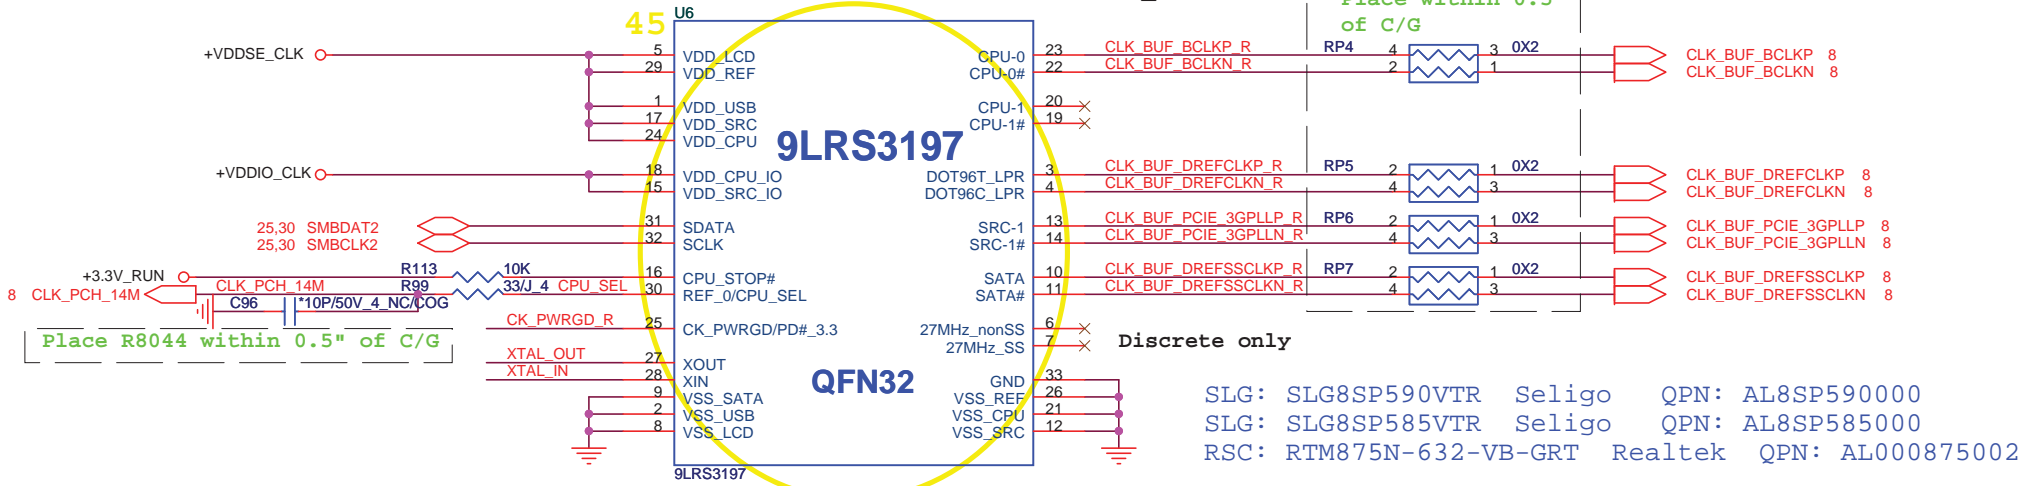 45
U6
Place within 0.5"
of C/G
+VDDSE_CLK
5 VDD_LCD
29 VDD_REF
1 VDD_USB
17 VDD_SRC
24 VDD_CPU
+VDDIO_CLK
18 VDD_CPU_IO
15 VDD_SRC_IO
25,30 SMBDAT2 31 SDATA
25,30 SMBCLK2 32 SCLK
+3.3V_RUN R113 10K 16 CPU_STOP#
8 CLK_PCH_14M CLK_PCH_14M R99 33/J_4 CPU_SEL 30 REF_0/CPU_SEL
C96 *10P/50V_4_NC/COG
Place R8044 within 0.5" of C/G
CK_PWRGD_R 25 CK_PWRGD/PD#_3.3
XTAL_OUT 27 XOUT
XTAL_IN 28 XIN
9 VSS_SATA
2 VSS_USB
8 VSS_LCD
9LRS3197
QFN32
9LRS3197
CPU-0 23 CLK_BUF_BCLKP_R RP4 4 3 0X2 CLK_BUF_BCLKP 8
CPU-0# 22 CLK_BUF_BCLKN_R 2 1 CLK_BUF_BCLKN 8
CPU-1 20
CPU-1# 19
DOT96T_LPR 3 CLK_BUF_DREFCLKP_R RP5 2 1 0X2 CLK_BUF_DREFCLKP 8
DOT96C_LPR 4 CLK_BUF_DREFCLKN_R 4 3 CLK_BUF_DREFCLKN 8
SRC-1 13 CLK_BUF_PCIE_3GPLLP_R RP6 2 1 0X2 CLK_BUF_PCIE_3GPLLP 8
SRC-1# 14 CLK_BUF_PCIE_3GPLLN_R 4 3 CLK_BUF_PCIE_3GPLLN 8
SATA 10 CLK_BUF_DREFSSCLKP_R RP7 2 1 0X2 CLK_BUF_DREFSSCLKP 8
SATA# 11 CLK_BUF_DREFSSCLKN_R 4 3 CLK_BUF_DREFSSCLKN 8
27MHz_nonSS 6
27MHz_SS 7
Discrete only
GND 33
VSS_REF 26
VSS_CPU 21
VSS_SRC 12
SLG: SLG8SP590VTR Seligo QPN: AL8SP590000
SLG: SLG8SP585VTR Seligo QPN: AL8SP585000
RSC: RTM875N-632-VB-GRT Realtek QPN: AL000875002